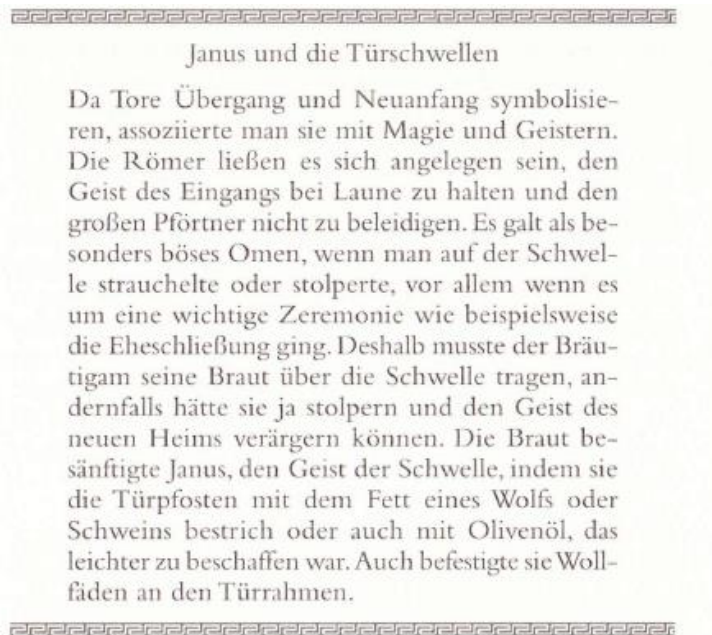 Janus und die Türschwellen
Da Tore Übergang und Neuanfang symbolisie-
ren, assoziierte man sie mit Magie und Geistern.
Die Römer ließen es sich angelegen sein, den
Geist des Eingangs bei Laune zu halten und den
großen Pförtner nicht zu beleidigen. Es galt als be-
sonders böses Omen, wenn man auf der Schwel-
le strauchelte oder stolperte, vor allem wenn es
um eine wichtige Zeremonie wie beispielsweise
die Eheschließung ging. Deshalb musste der Bräu-
tigam seine Braut über die Schwelle tragen, an-
dernfalls hätte sie ja stolpern und den Geist des
neuen Heims verärgern können. Die Braut be-
sänftigte Janus, den Geist der Schwelle, indem sie
die Türpfosten mit dem Fett eines Wolfs oder
Schweins bestrich oder auch mit Olivenöl, das
leichter zu beschaffen war. Auch befestigte sie Woll-
fäden an den Türrahmen.